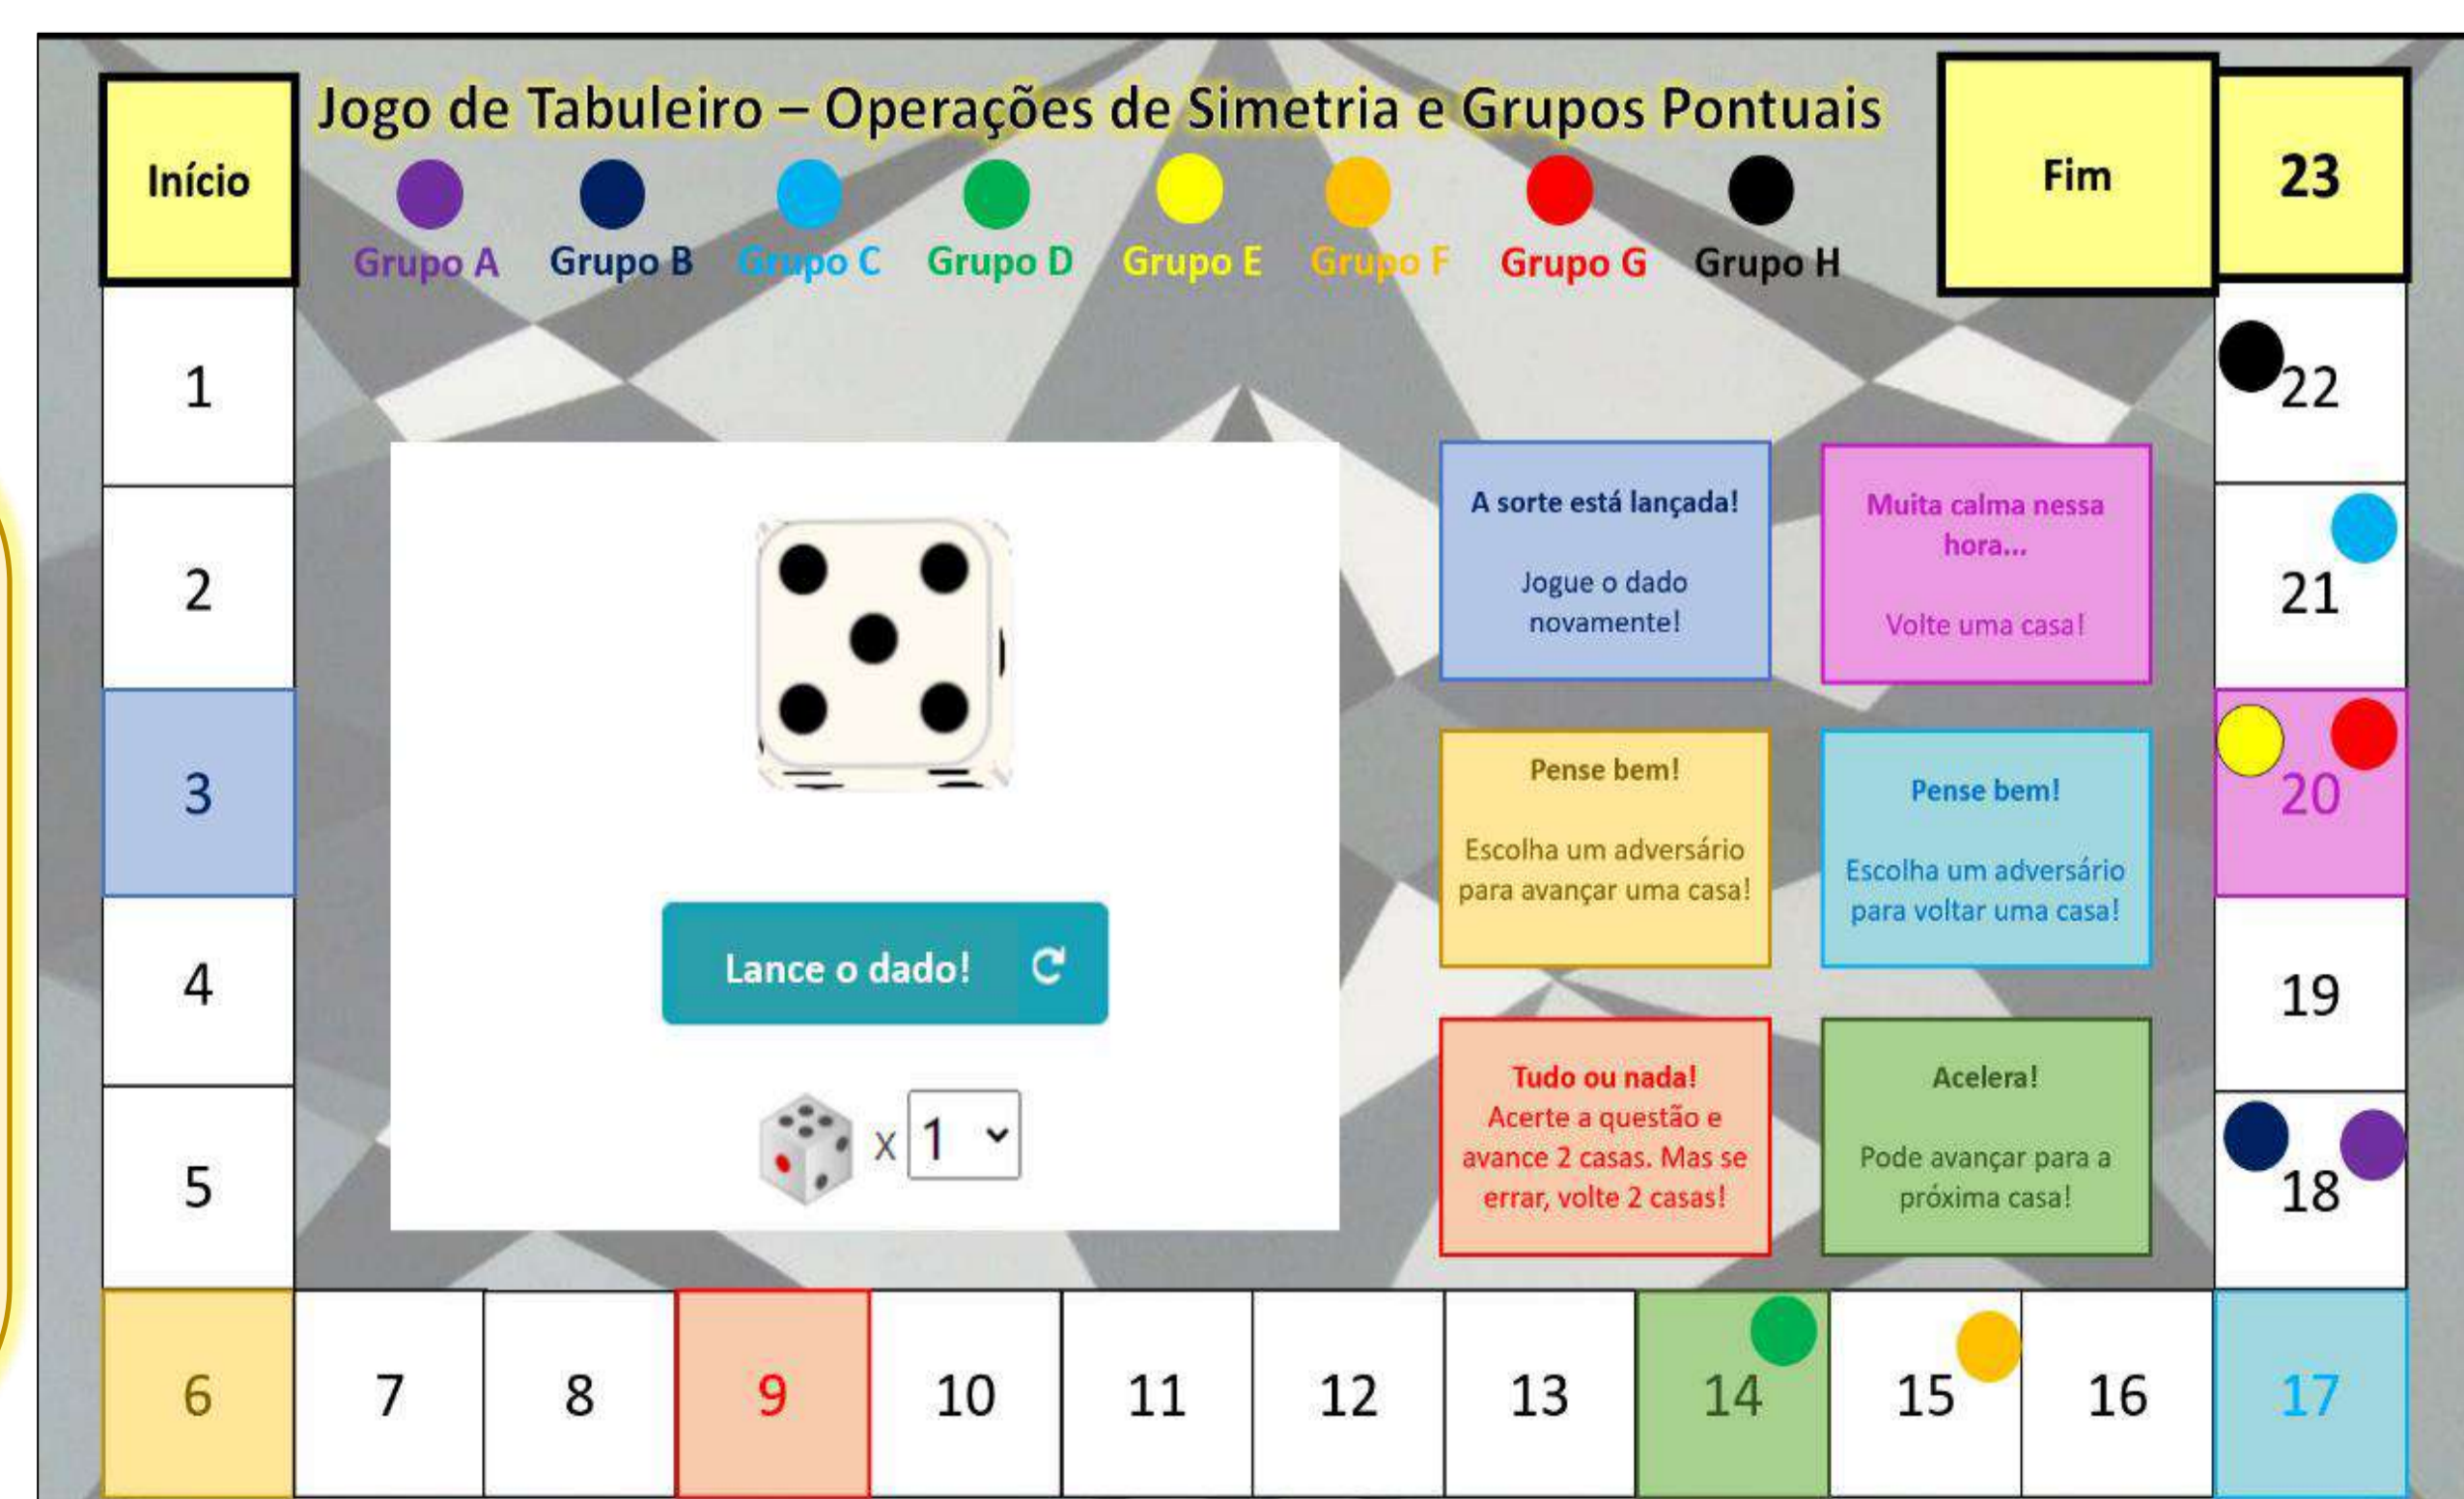 Jogo de Tabuleiro – Operações de Simetria e Grupos Pontuais
Início
Grupo A
Grupo B
Grupo C
Grupo D
Grupo E
Grupo F
Grupo G
Grupo H
Fim
23
1
2
3
4
5
6
7
8
9
10
11
12
13
14
15
16
17
18
19
20
21
22
Lance o dado!
x 1
A sorte está lançada!
Jogue o dado
novamente!
Muita calma nessa
hora...
Volte uma casa!
Pense bem!
Escolha um adversário
para avançar uma casa!
Pense bem!
Escolha um adversário
para voltar uma casa!
Tudo ou nada!
Acerte a questão e
avance 2 casas. Mas se
errar, volte 2 casas!
Acelera!
Pode avançar para a
próxima casa!